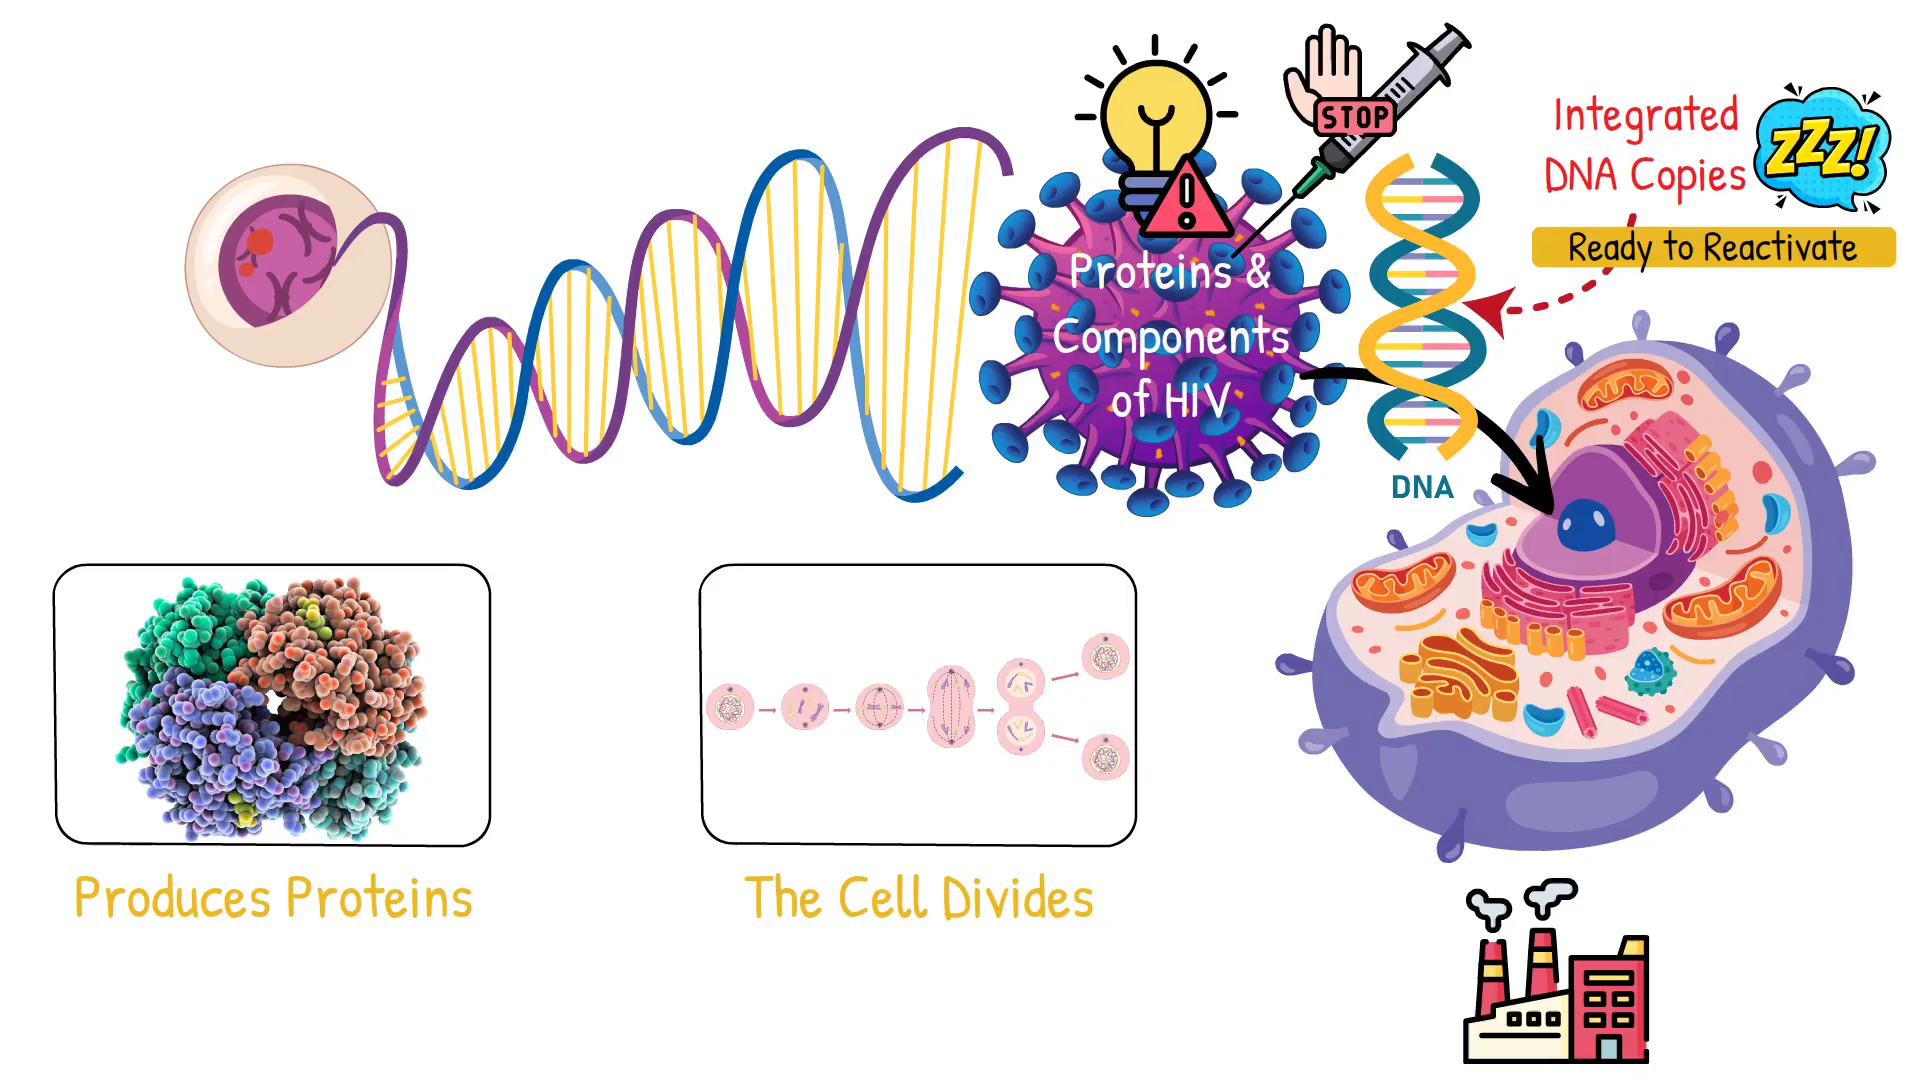 STOP
Integrated
DNA Copies
ZZZ!
Ready to Reactivate
Proteins &
Components
of HIV
DNA
Produces Proteins
The Cell Divides